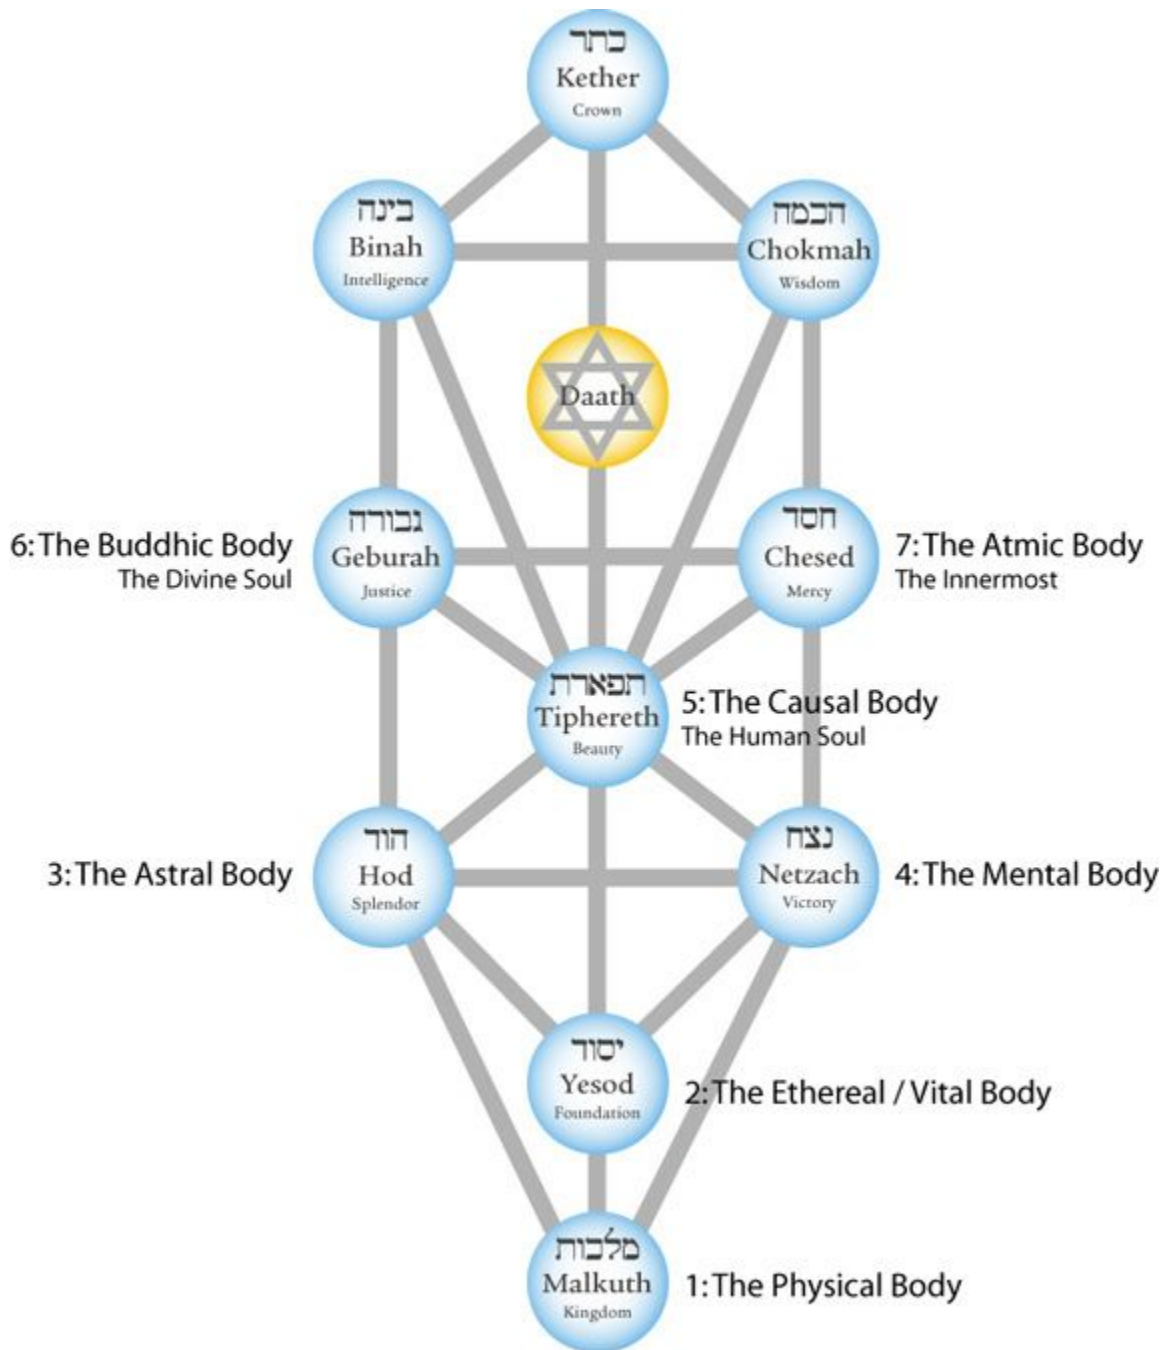 כתר
Kether
Crown
בינה
Binah
Intelligence
הכמה
Chokmah
Wisdom
Daath
6: The Buddhic Body
The Divine Soul
גבורה
Geburah
Justice
חסד
Chesed
Mercy
7: The Atmic Body
The Innermost
תפארת
Tiphereth
Beauty
5: The Causal Body
The Human Soul
3: The Astral Body
הוד
Hod
Splendor
נצח
Netzach
Victory
4: The Mental Body
יסוד
Yesod
Foundation
2: The Ethereal / Vital Body
מלכות
Malkuth
Kingdom
1: The Physical Body